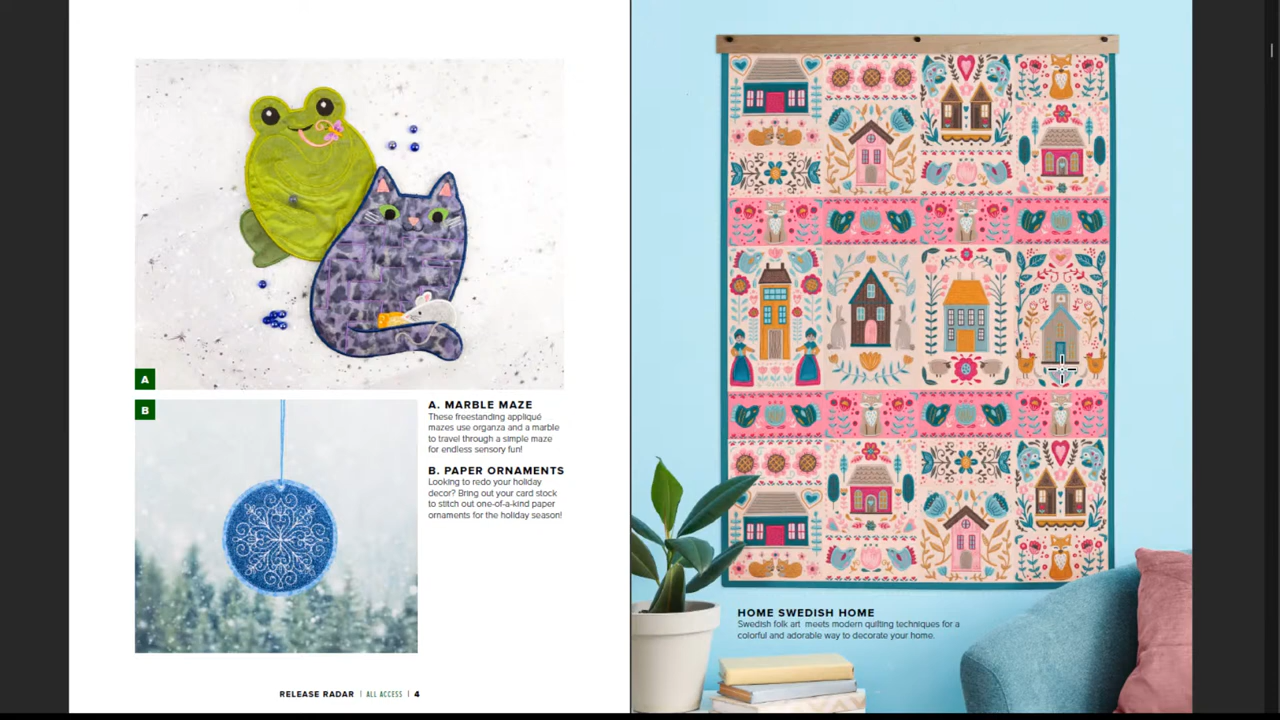 A
B
A. MARBLE MAZE
These freestanding appliqué
mazes use organza and a marble
to travel through a simple maze
for endless sensory fun!
B. PAPER ORNAMENTS
Looking to redo your holiday
decor? Bring out your card stock
to stitch out one-of-a-kind paper
ornaments for the holiday season!
RELEASE RADAR | ALL ACCESS | 4
HOME SWEDISH HOME
Swedish folk art meets modern quilting techniques for a
colorful and adorable way to decorate your home.